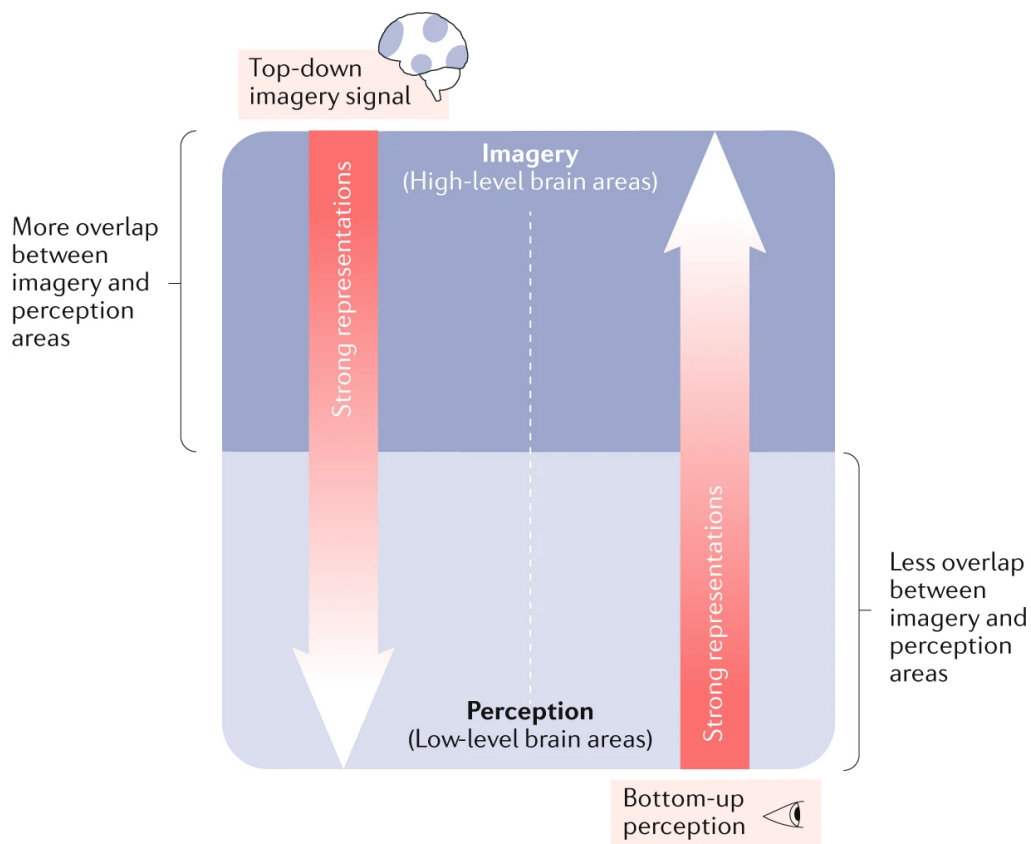 Top-down
imagery signal
Imagery
(High-level brain areas)
Strong representations
More overlap
between
imagery and
perception
areas
Strong representations
Less overlap
between
imagery and
perception
areas
Perception
(Low-level brain areas)
Bottom-up
perception